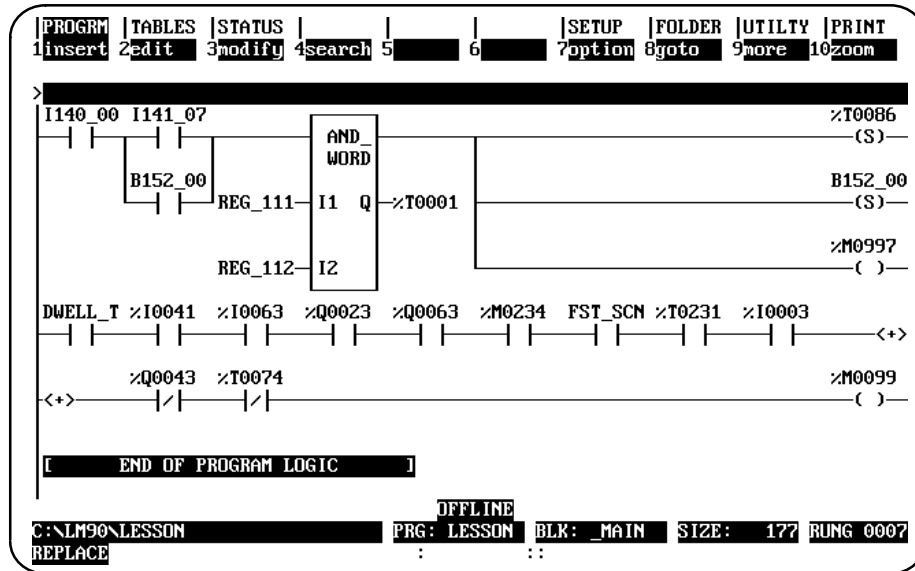 |PROGRM |TABLES |STATUS | | | |SETUP |FOLDER |UTILTY |PRINT
1insert 2edit 3modify 4search 5 6 7option 8goto 9more 10zoom
>
I140_00 I141_07 %T0086
AND_ (S)
WORD
B152_00 B152_00
REG_111 I1 Q %T0001 (S)
%M0997
REG_112 I2 ( )
DWELL_T %I0041 %I0063 %Q0023 %Q0063 %M0234 FST_SCN %T0231 %I0003
<+>
%Q0043 %T0074 %M0099
<+> / / ( )
[ END OF PROGRAM LOGIC ]
OFFLINE
C:\LM90\LESSON PRG: LESSON BLK: _MAIN SIZE: 177 RUNG 0007
REPLACE : ::